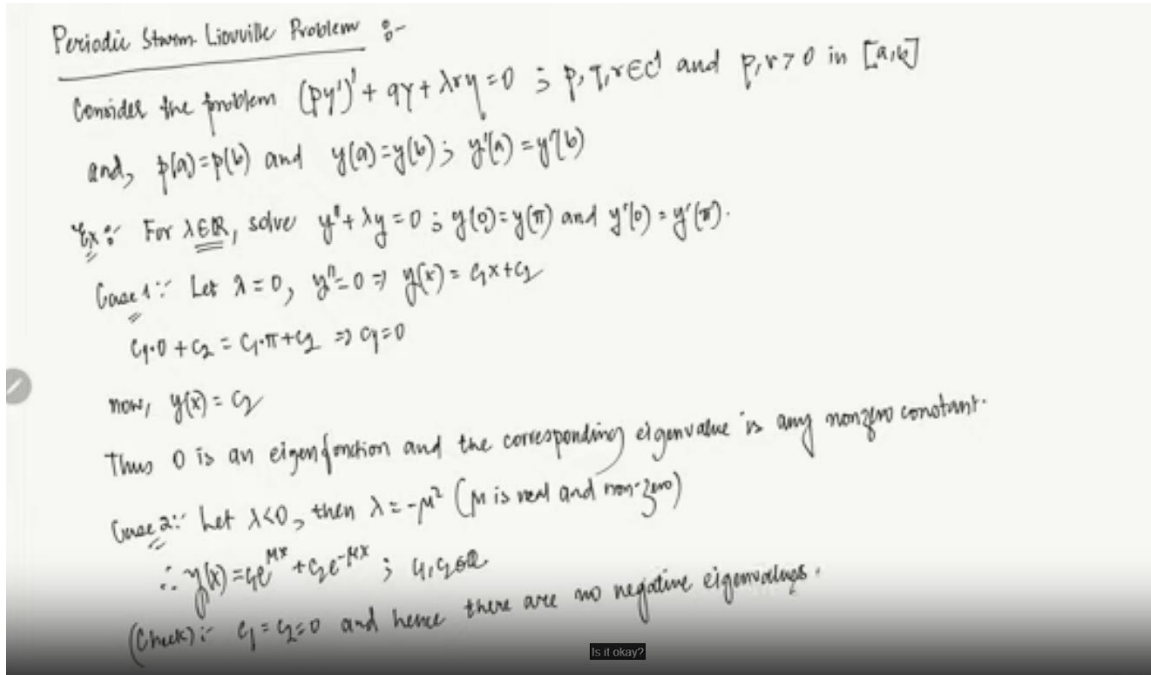 Periodic Sturm Liouville Problem :-
Consider the problem (py')' + qy + λry = 0 ; p, q, r ∈ C¹ and p, r > 0 in [a,b]
and, p(a) = p(b) and y(a) = y(b) ; y'(a) = y'(b)
Ex :- For λ ∈ ℝ, solve y'' + λy = 0 ; y(0) = y(π) and y'(0) = y'(π).
Case 1 :- Let λ = 0, y'' = 0 ⇒ y(x) = c₁x + c₂
c₁·0 + c₂ = c₁·π + c₂ ⇒ c₁ = 0
now, y(x) = c₂
Thus 0 is an eigenfonction and the corresponding eigenvalue is any nonzero constant.
Case 2 :- Let λ < 0, then λ = -μ² (μ is real and non-zero)
∴ y(x) = c₁e^{μx} + c₂e^{-μx} ; c₁, c₂ ∈ ℝ
(Check) :- c₁ = c₂ = 0 and hence there are no negative eigenvalues.
Is it okay?